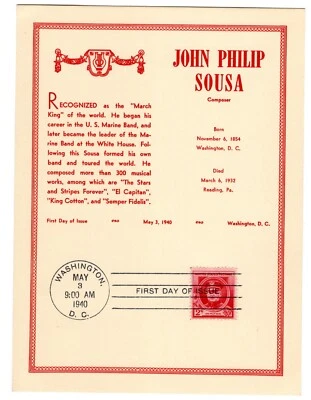 JOHN PHILIP
SOUSA
Composer
RECOGNIZED as the "March
King" of the world. He began his
career in the U. S. Marine Band, and
later became the leader of the Ma-
rine Band at the White House. Fol-
lowing this Sousa formed his own
band and toured the world. He
composed more than 300 musical
works, among which are "The Stars
and Stripes Forever", "El Capitan",
"King Cotton", and "Semper Fidelis".
Born
November 6, 1854
Washington, D. C.
Died
March 6, 1932
Reading, Pa.
First Day of Issue
May 3, 1940
Washington, D. C.
WASHINGTON,
MAY
3
9:00 AM
1940
D. C.
FIRST DAY OF ISSUE
2¢